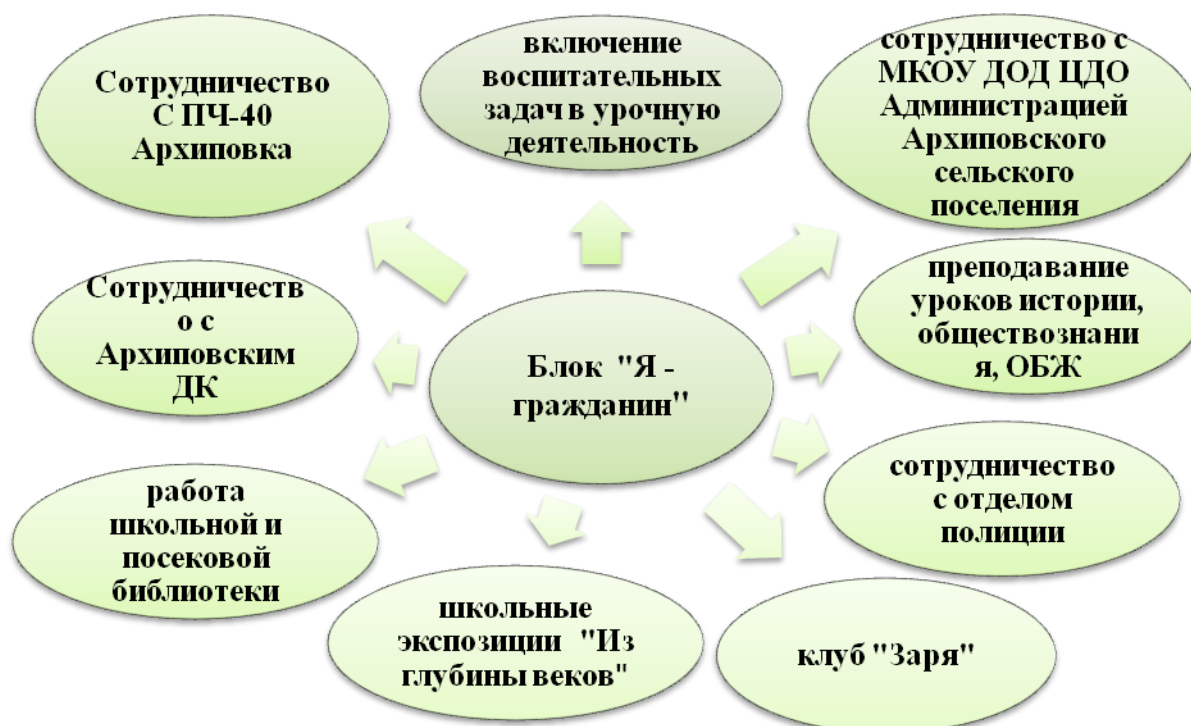 Сотрудничество
С ПЧ-40
Архиповка
включение
воспитательных
задач в урочную
деятельность
сотрудничество с
МКОУ ДОД ЦДО
Администрацией
Архиповского
сельского
поселения
Сотрудничеств
о с
Архиповским
ДК
Блок "Я -
гражданин"
преподавание
уроков истории,
обществознани
я, ОБЖ
работа
школьной и
посековой
библиотеки
сотрудничество
с отделом
полиции
школьные
экспозиции "Из
глубины веков"
клуб "Заря"